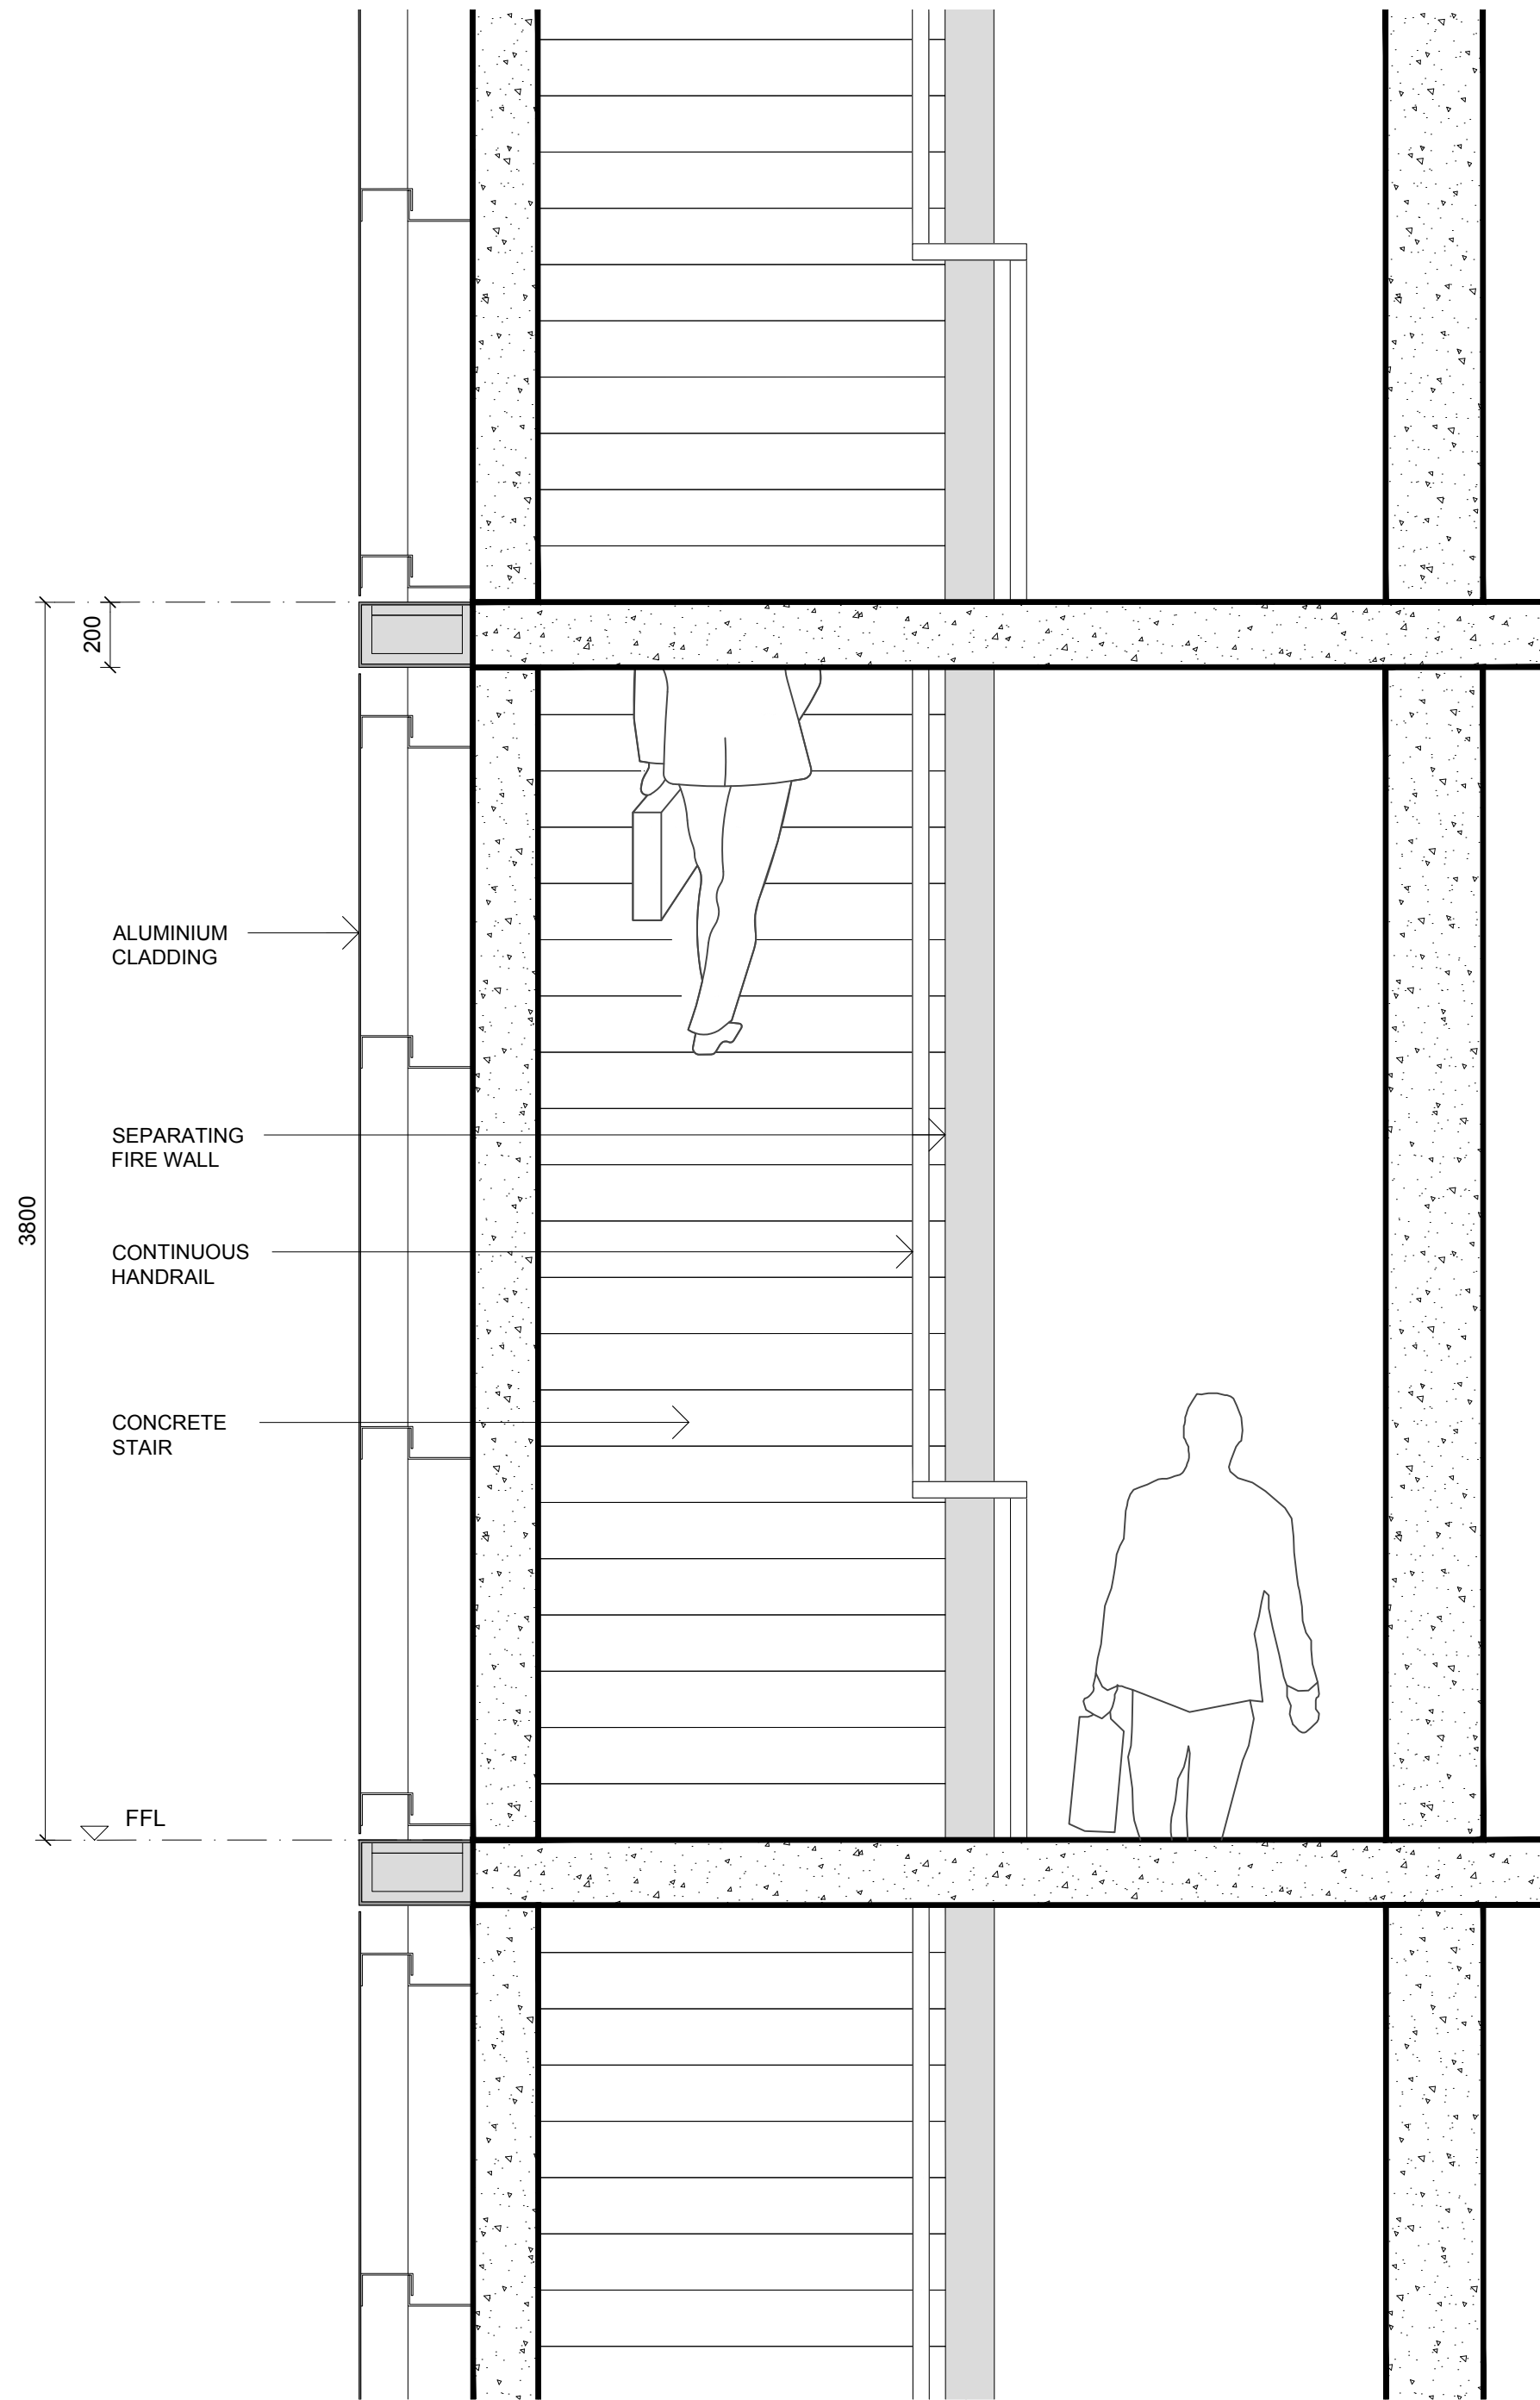 200
ALUMINIUM
CLADDING
SEPARATING
FIRE WALL
3800
CONTINUOUS
HANDRAIL
CONCRETE
STAIR
FFL